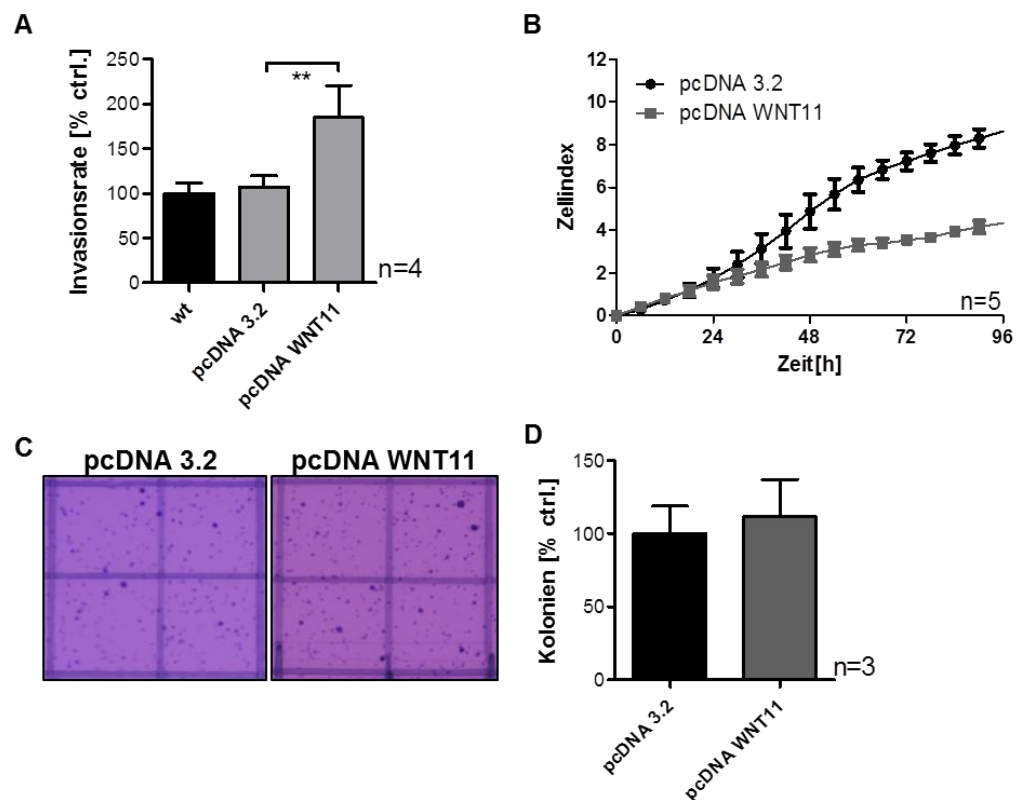 A
Invasionsrate [% ctrl.]
250
200
150
100
50
0
**
n=4
wt
pcDNA 3.2
pcDNA WNT11
B
Zellindex
12
10
8
6
4
2
0
pcDNA 3.2
pcDNA WNT11
n=5
0 24 48 72 96
Zeit[h]
C
pcDNA 3.2 pcDNA WNT11
D
Kolonien [% ctrl.]
150
100
50
0
n=3
pcDNA 3.2
pcDNA WNT11